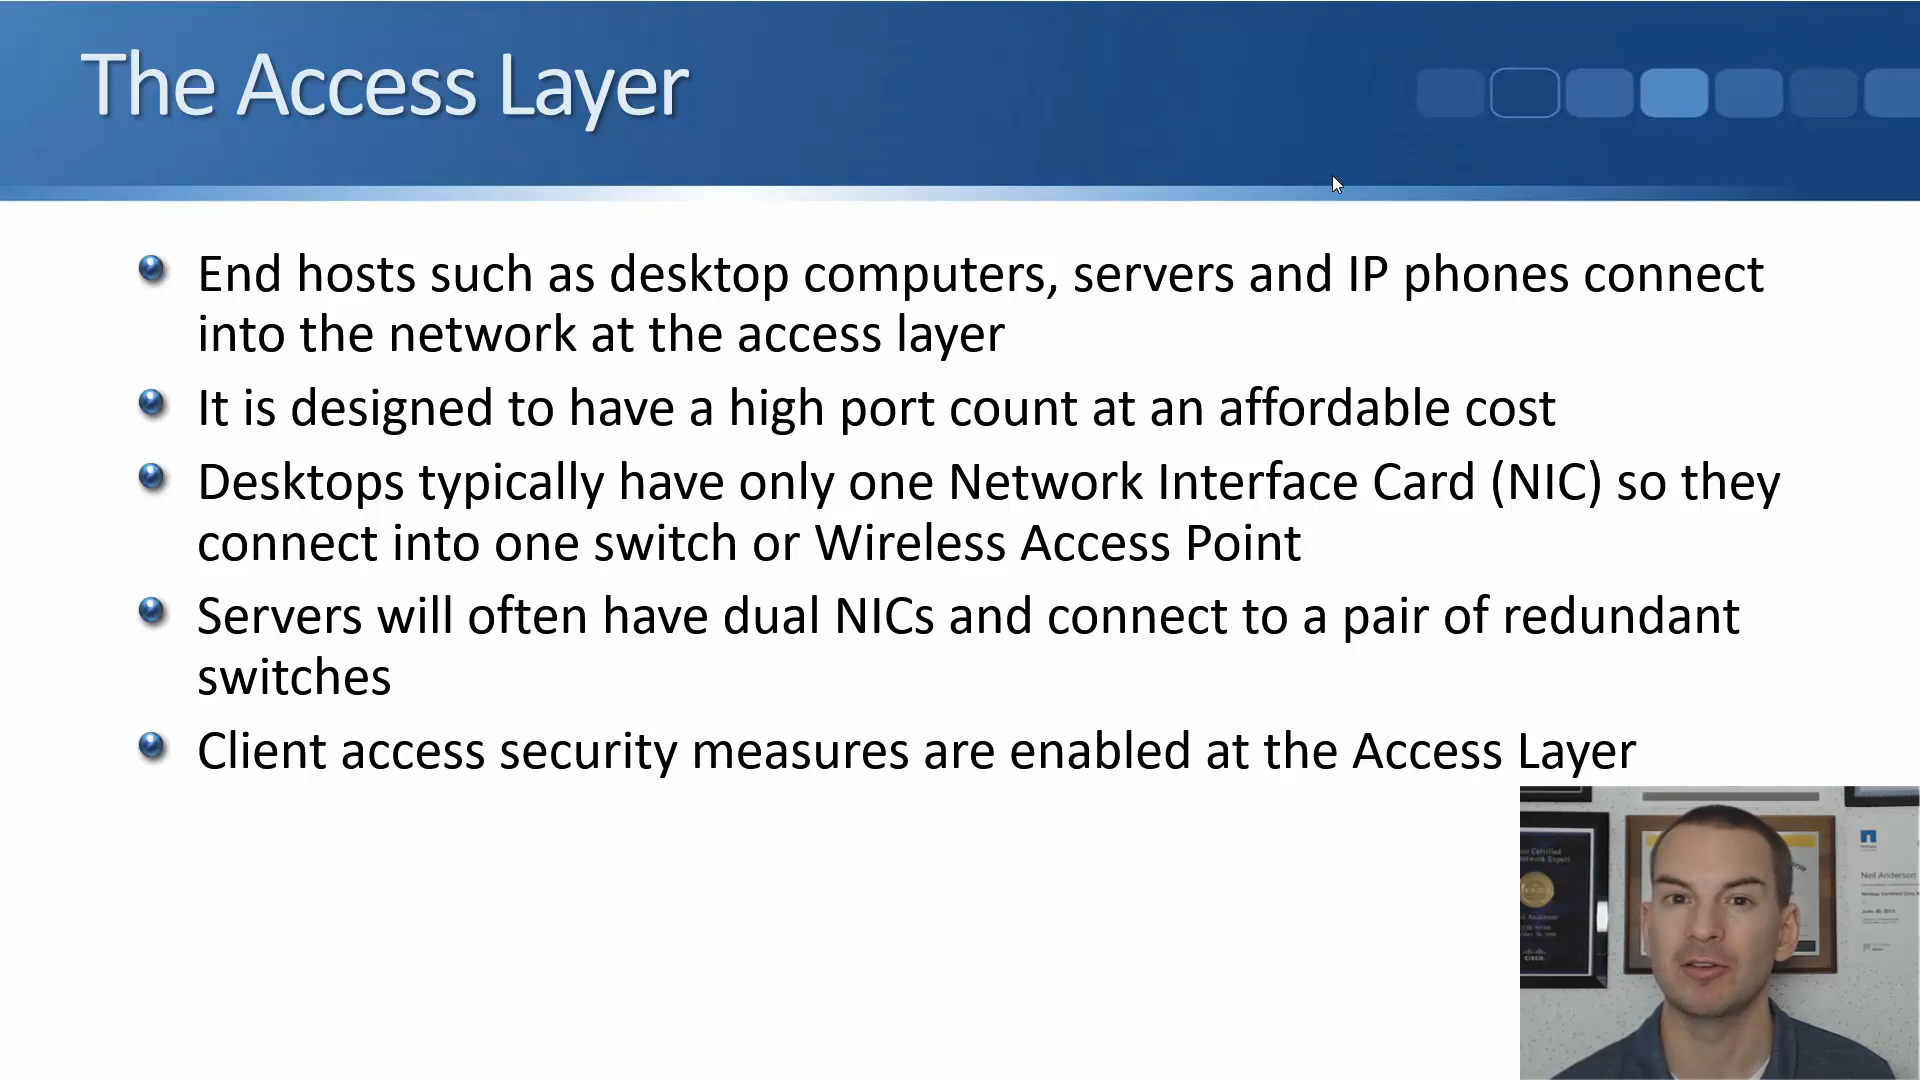 The Access Layer
End hosts such as desktop computers, servers and IP phones connect
into the network at the access layer
It is designed to have a high port count at an affordable cost
Desktops typically have only one Network Interface Card (NIC) so they
connect into one switch or Wireless Access Point
Servers will often have dual NICs and connect to a pair of redundant
switches
Client access security measures are enabled at the Access Layer
Neil Anderson
CISCO